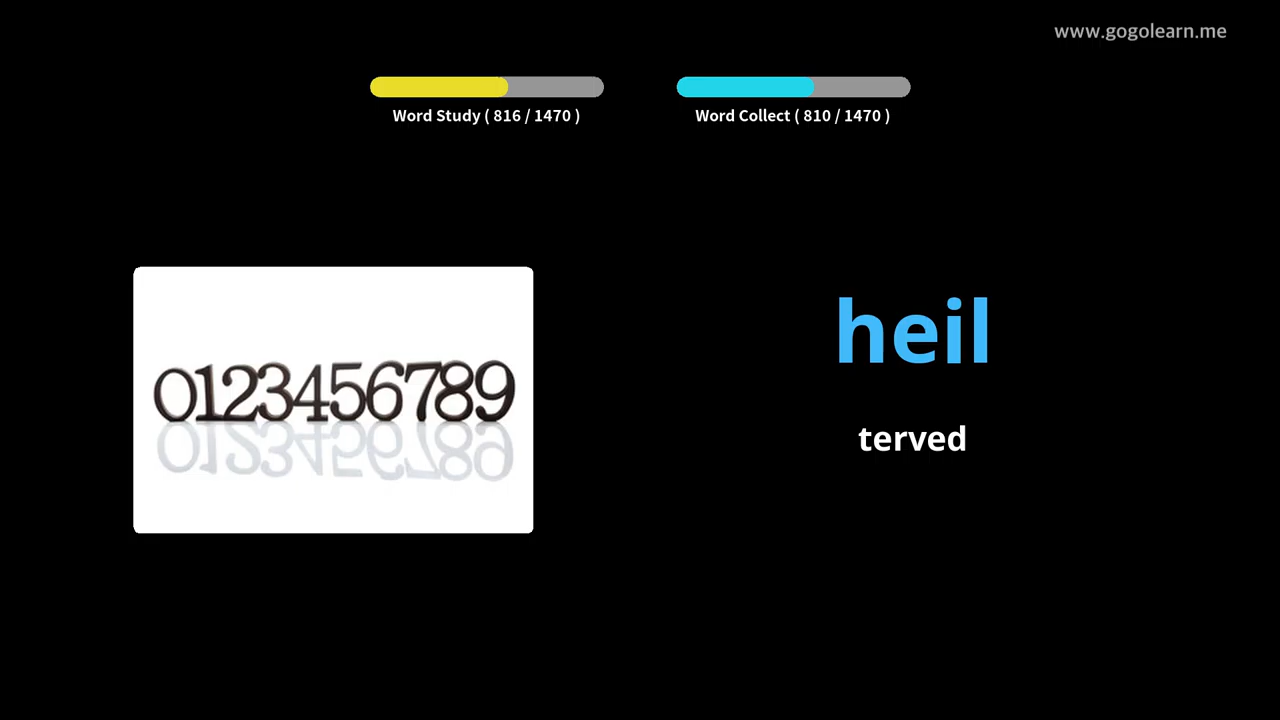 www.gogolearn.me
Word Study ( 816 / 1470 )
Word Collect ( 810 / 1470 )
heil
0123456789
terved